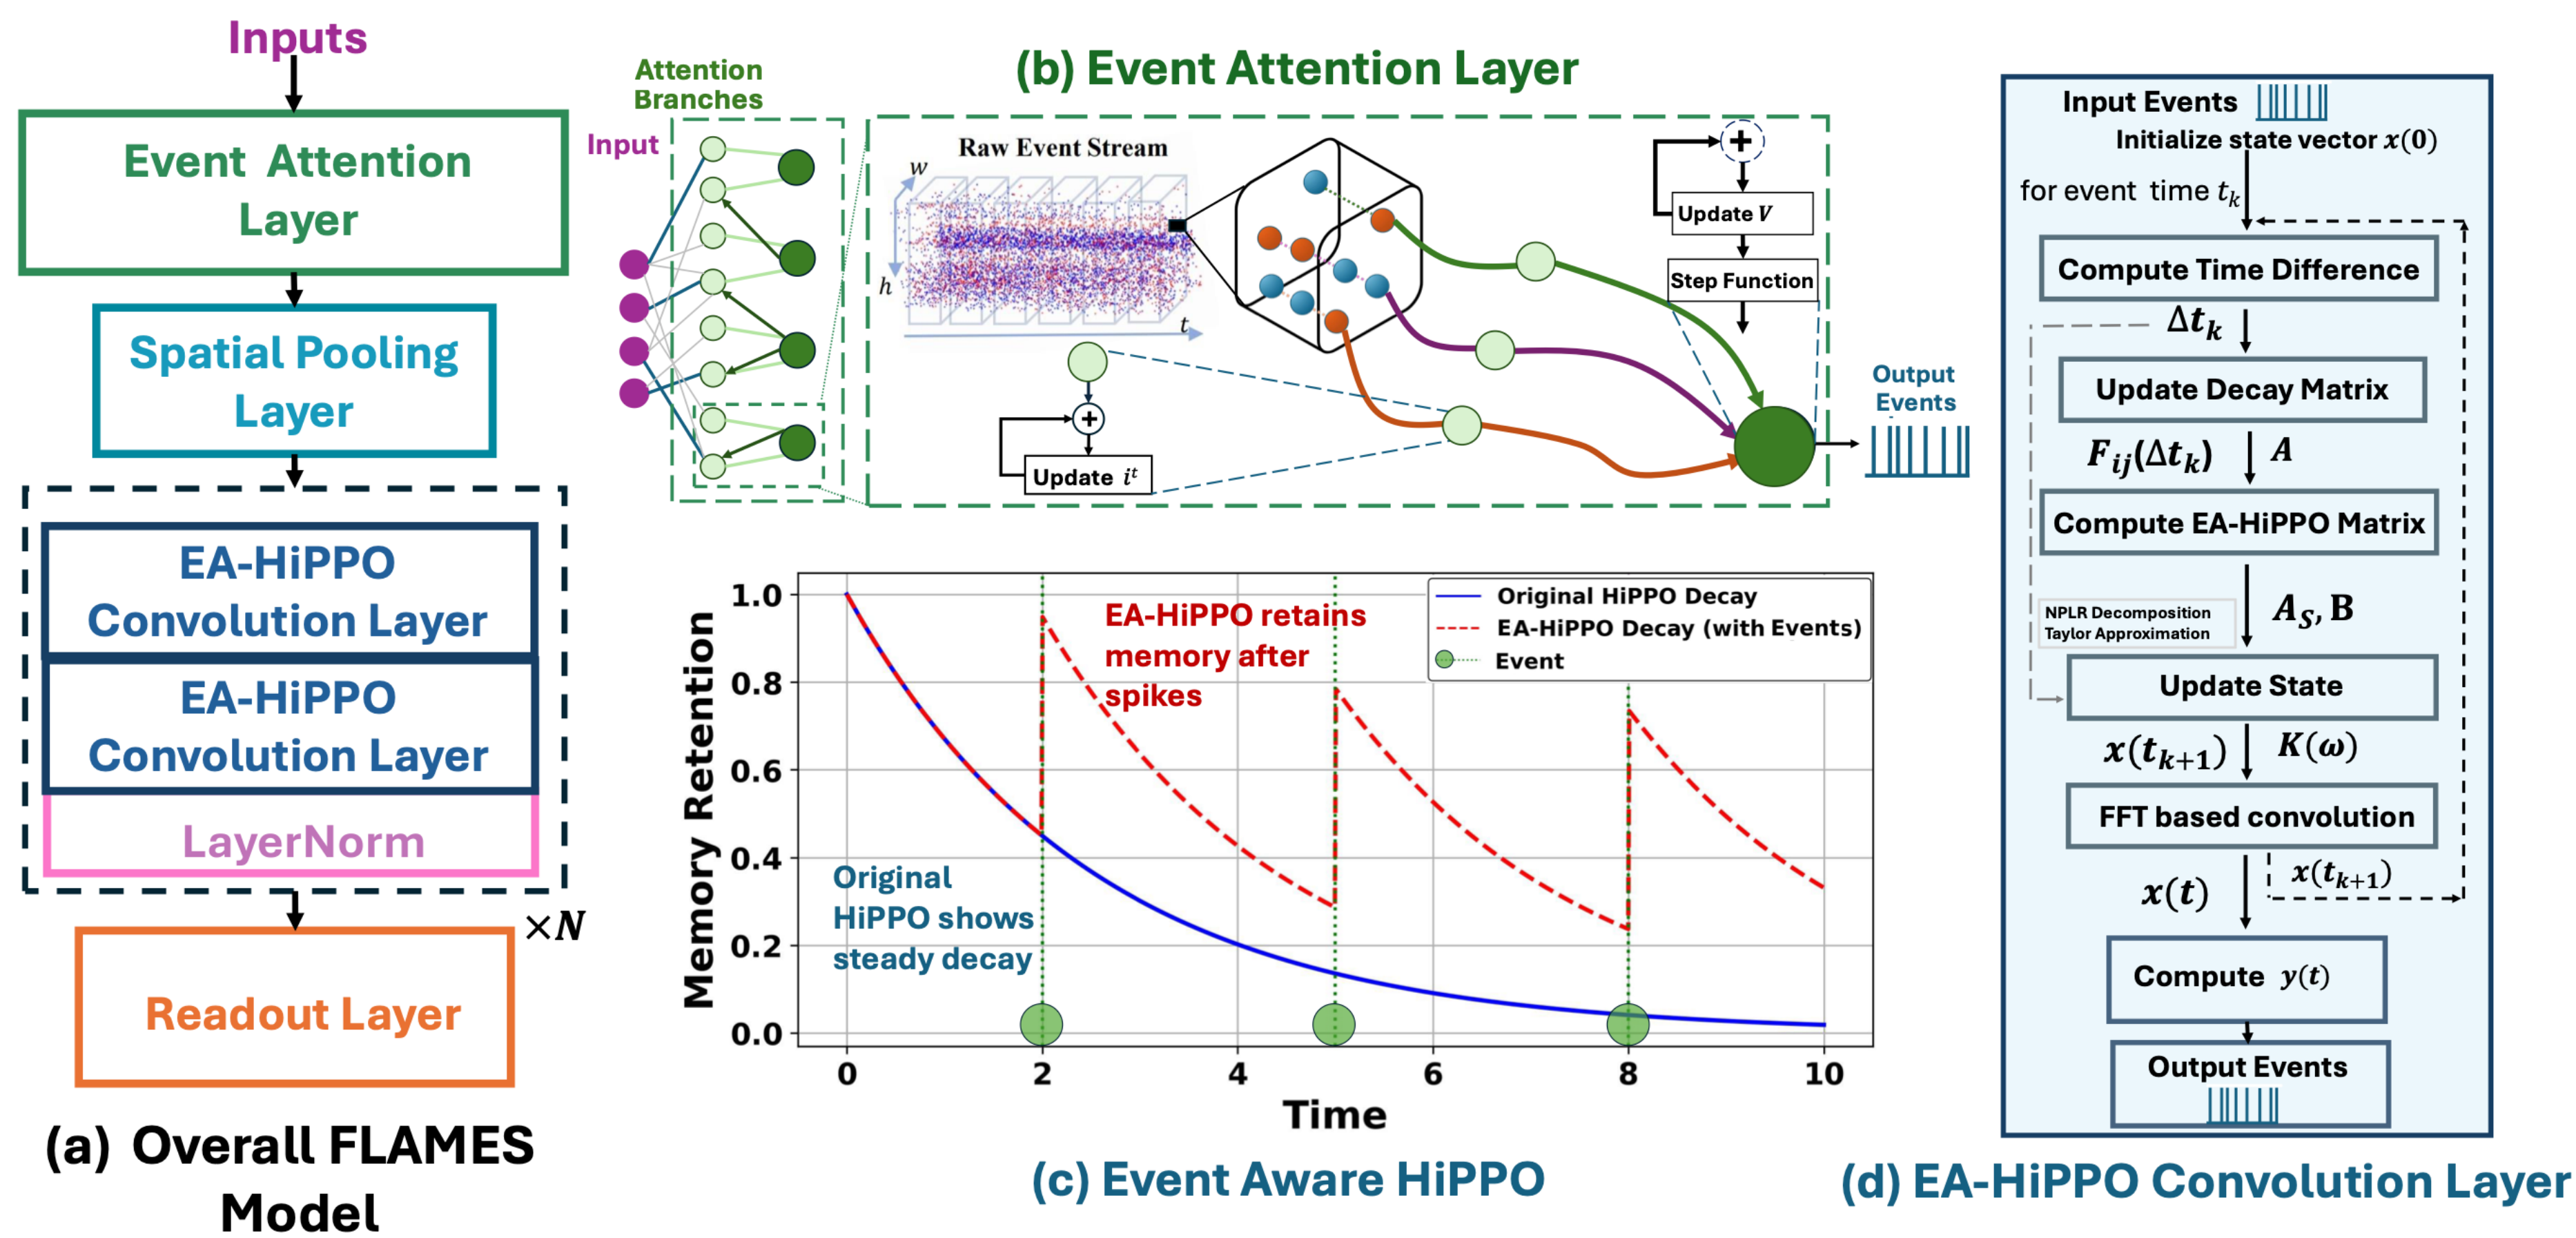 Inputs
Event Attention
Layer
Spatial Pooling
Layer
EA-HiPPO
Convolution Layer
EA-HiPPO
Convolution Layer
LayerNorm
×N
Readout Layer
(a) Overall FLAMES
Model
(b) Event Attention Layer
Attention
Branches
Input
Raw Event Stream
w
h
t
+
Update V
Step Function
+
Update i^t
Output
Events
1.0
0.8
0.6
0.4
0.2
0.0
Memory Retention
EA-HiPPO retains
memory after
spikes
Original HiPPO Decay
EA-HiPPO Decay (with Events)
Event
Original
HiPPO shows
steady decay
0 2 4 6 8 10
Time
(c) Event Aware HiPPO
Input Events
Initialize state vector x(0)
for event time t_k
Compute Time Difference
Δt_k
Update Decay Matrix
F_ij(Δt_k) A
Compute EA-HiPPO Matrix
NPLR Decomposition
Taylor Approximation
A_S, B
Update State
x(t_{k+1}) K(ω)
FFT based convolution
x(t) x(t_{k+1})
Compute y(t)
Output Events
(d) EA-HiPPO Convolution Layer